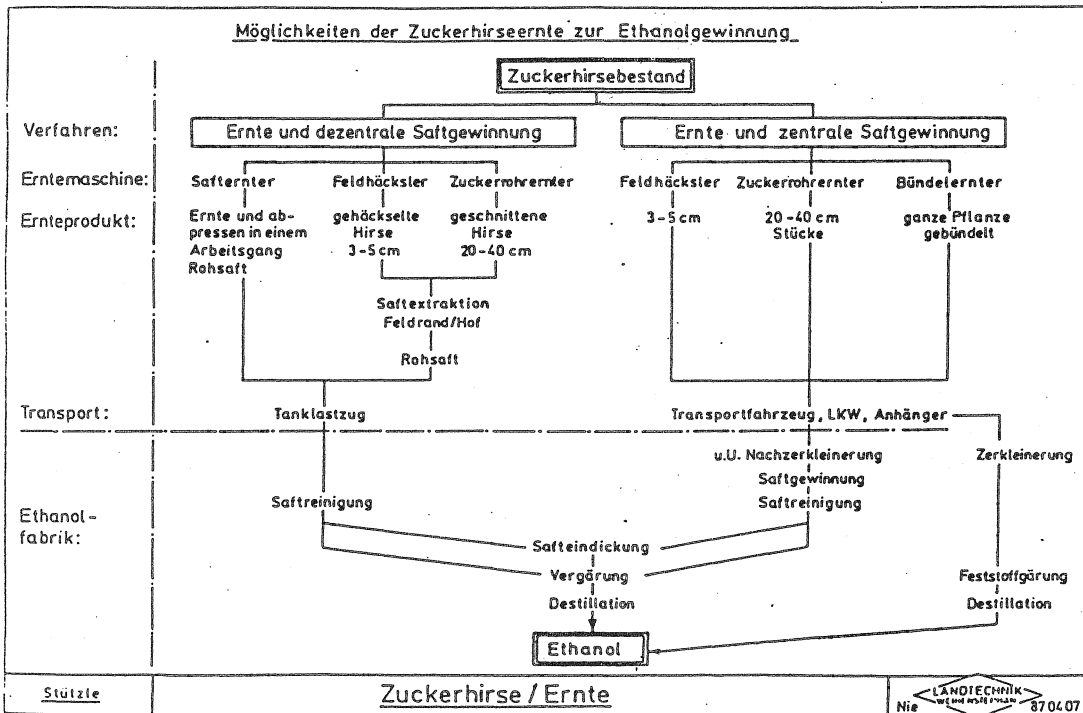 Möglichkeiten der Zuckerhirseernte zur Ethanolgewinnung
Zuckerhirsebestand
Verfahren:
Ernte und dezentrale Saftgewinnung
Ernte und zentrale Saftgewinnung
Erntemaschine:
Safternter
Feldhäcksler
Zuckerrohrernter
Feldhäcksler
Zuckerrohrernter
Bündelernter
Ernteprodukt:
Ernte und ab-
pressen in einem
Arbeitsgang
Rohsaft
gehäckselte
Hirse
3-5 cm
geschnittene
Hirse
20-40 cm
3-5 cm
20-40 cm
Stücke
ganze Pflanze
gebündelt
Saftextraktion
Feldrand/Hof
Rohsaft
Transport:
Tanklastzug
Transportfahrzeug, LKW, Anhänger
u.U. Nachzerkleinerung
Saftgewinnung
Saftreinigung
Zerkleinerung
Ethanol-
fabrik:
Saftreinigung
Safteindickung
Vergärung
Destillation
Feststoffgärung
Destillation
Ethanol
Stützle
Zuckerhirse / Ernte
Nie
LANDTECHNIK
WEIHENSTEPHAN
870407